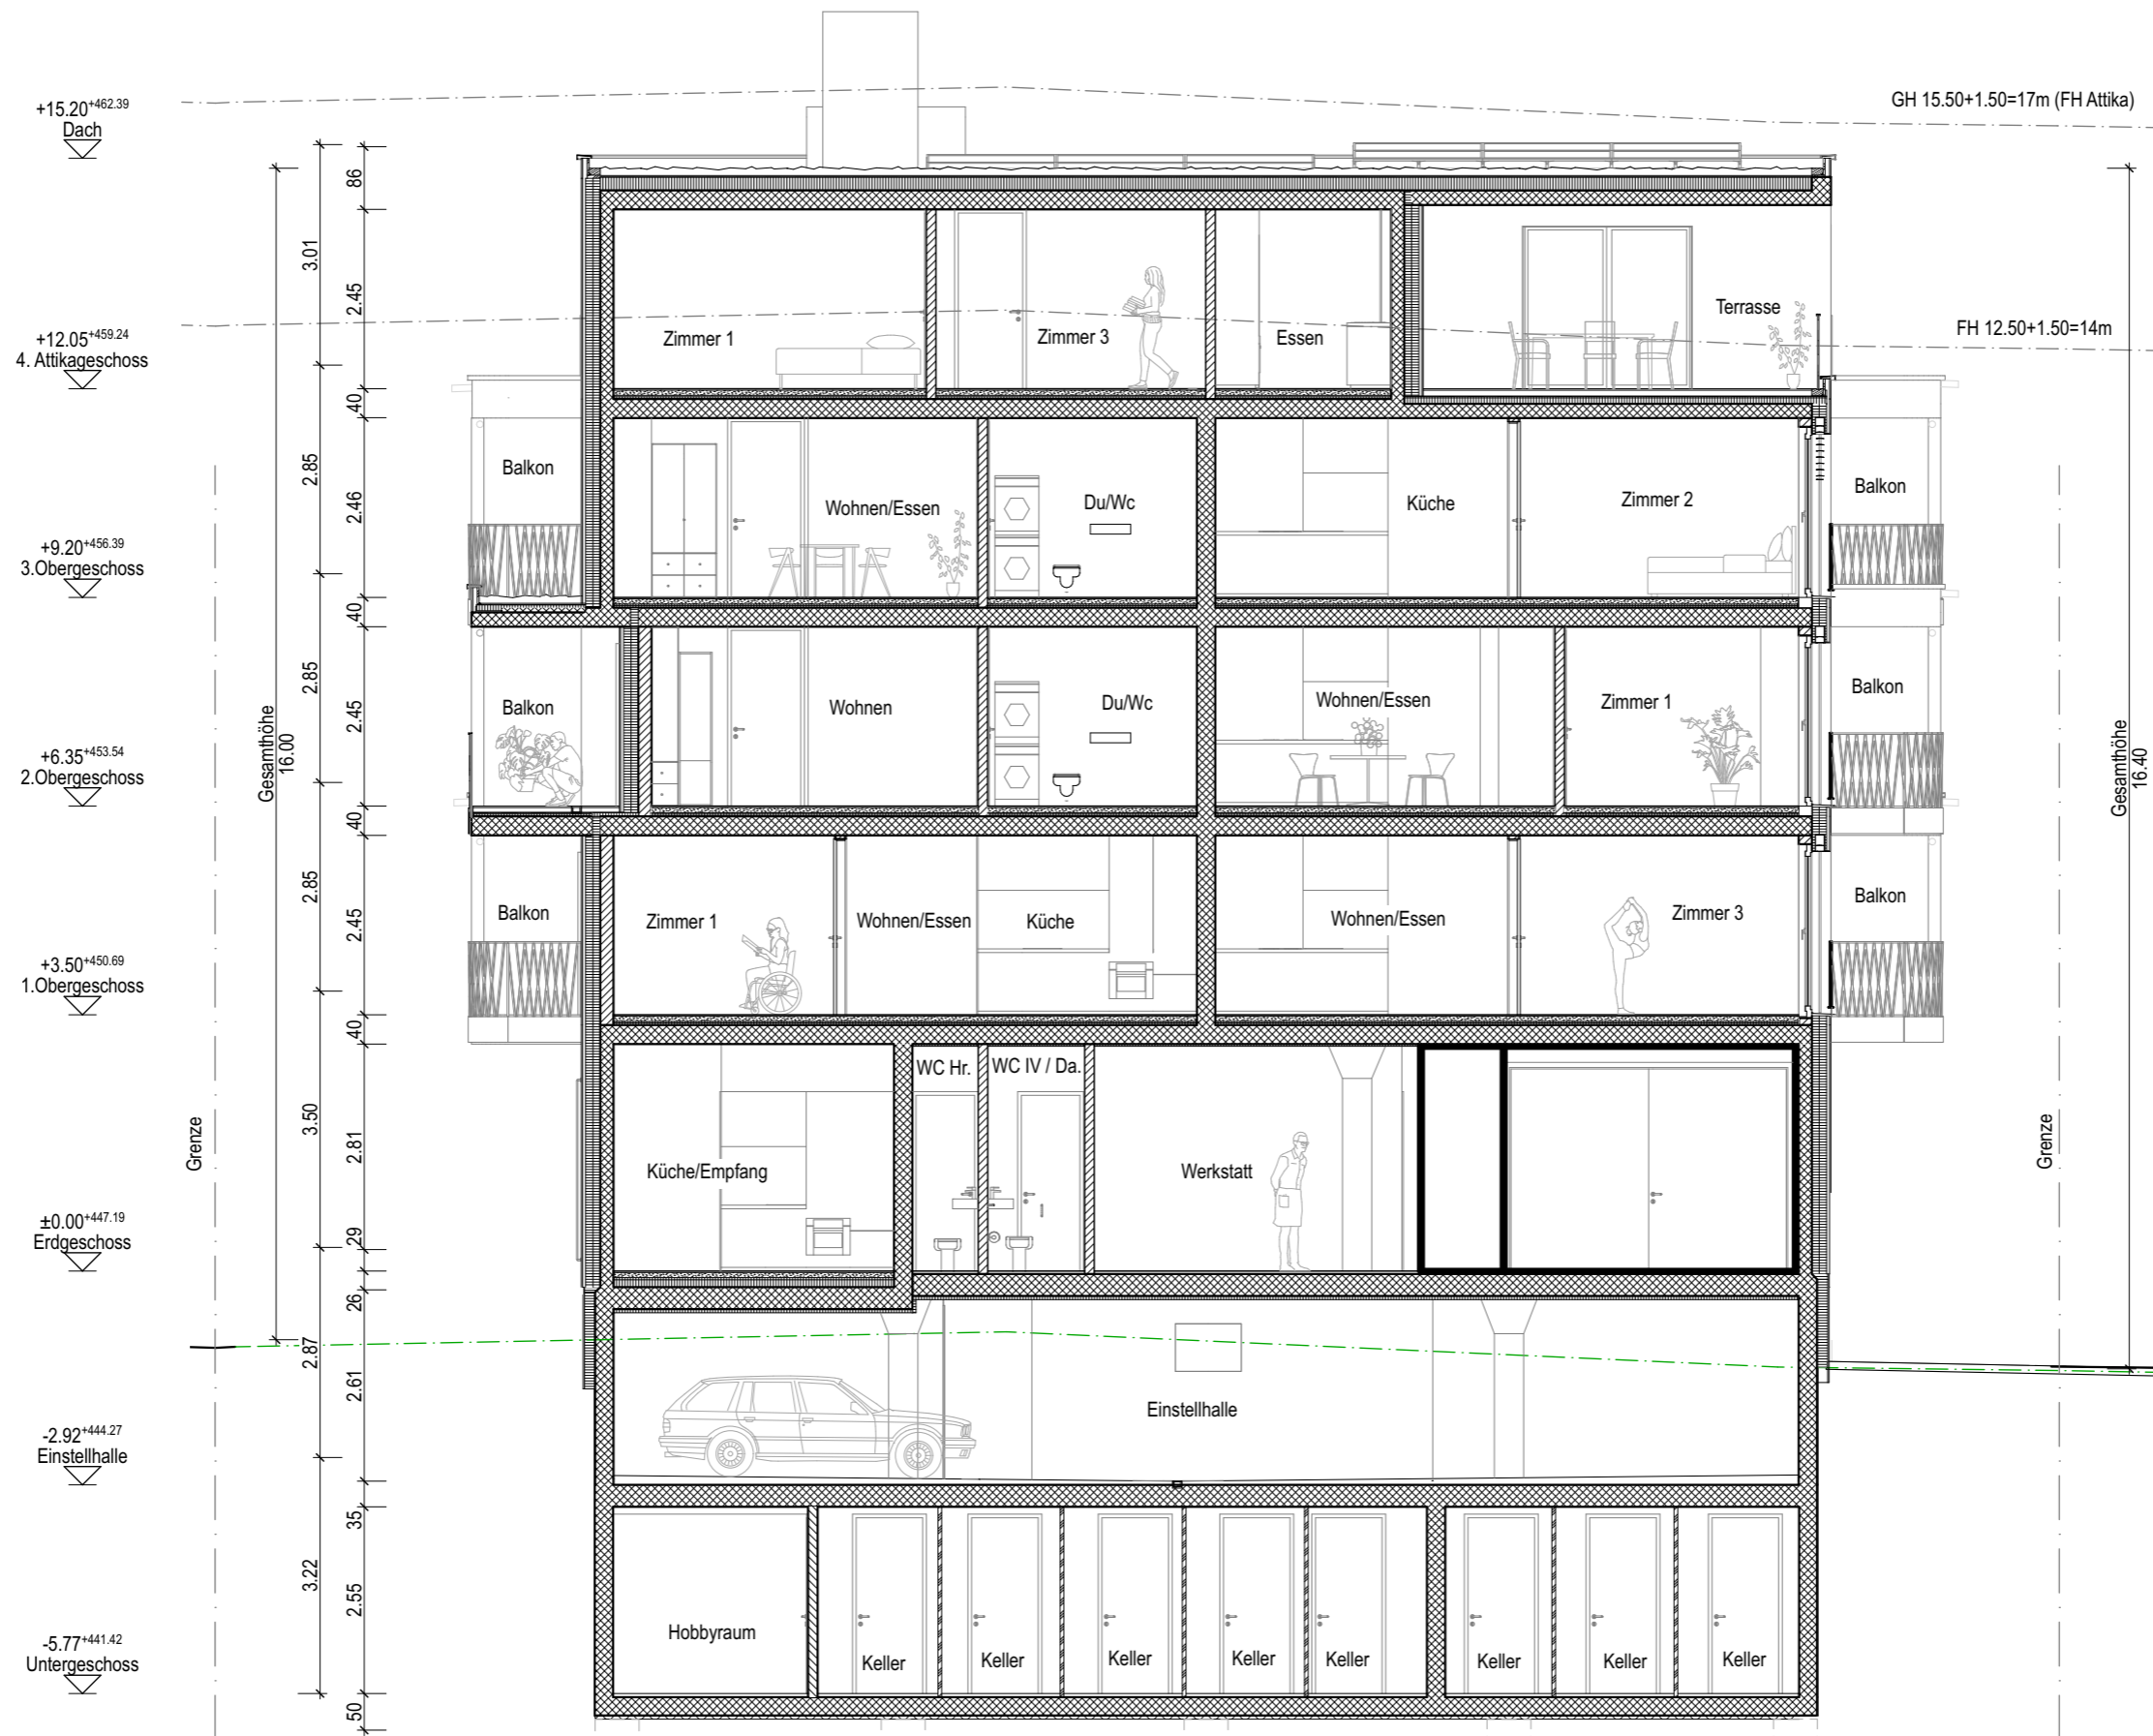 +15.20+462.39
Dach
GH 15.50+1.50=17m (FH Attika)
86
3.01
2.45
Zimmer 1
Zimmer 3
Essen
Terrasse
+12.05+459.24
4. Attikageschoss
FH 12.50+1.50=14m
40
2.85
2.46
Balkon
Wohnen/Essen
Du/Wc
Küche
Zimmer 2
Balkon
+9.20+456.39
3.Obergeschoss
40
Gesamthöhe
16.00
2.85
2.45
Balkon
Wohnen
Du/Wc
Wohnen/Essen
Zimmer 1
Balkon
Gesamthöhe
16.40
+6.35+453.54
2.Obergeschoss
40
2.85
2.45
Balkon
Zimmer 1
Wohnen/Essen
Küche
Wohnen/Essen
Zimmer 3
Balkon
+3.50+450.69
1.Obergeschoss
40
WC Hr.
WC IV / Da.
Grenze
3.50
2.81
Küche/Empfang
Werkstatt
Grenze
±0.00+447.19
Erdgeschoss
29
26
2.87
2.61
Einstellhalle
-2.92+444.27
Einstellhalle
35
3.22
2.55
Hobbyraum
Keller
Keller
Keller
Keller
Keller
Keller
Keller
Keller
-5.77+441.42
Untergeschoss
50